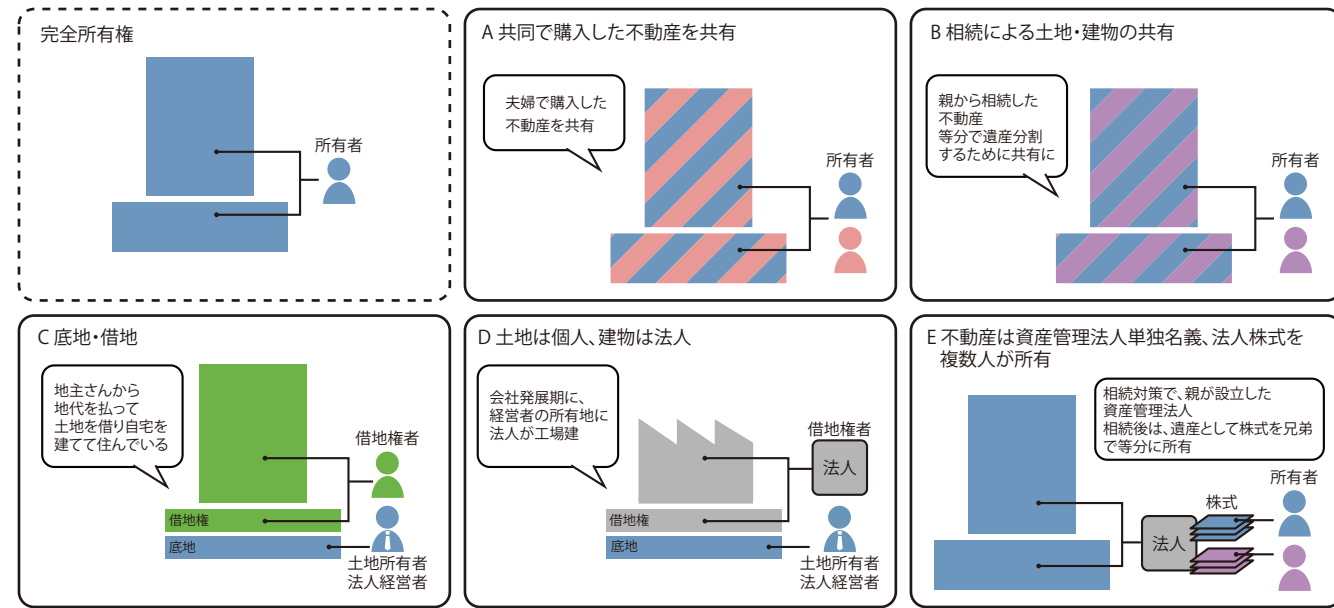 完全所有権
所有者
A 共同で購入した不動産を共有
夫婦で購入した
不動産を共有
所有者
B 相続による土地・建物の共有
親から相続した
不動産
等分で遺産分割
するために共有に
所有者
C 底地・借地
地主さんから
地代を払って
土地を借り自宅を
建てて住んでいる
借地権者
借地権
底地
土地所有者
法人経営者
D 土地は個人、建物は法人
会社発展期に、
経営者の所有地に
法人が工場建
借地権者
法人
借地権
底地
土地所有者
法人経営者
E 不動産は資産管理法人単独名義、法人株式を
複数人が所有
相続対策で、親が設立した
資産管理法人
相続後は、遺産として株式を兄弟
で等分に所有
所有者
株式
法人